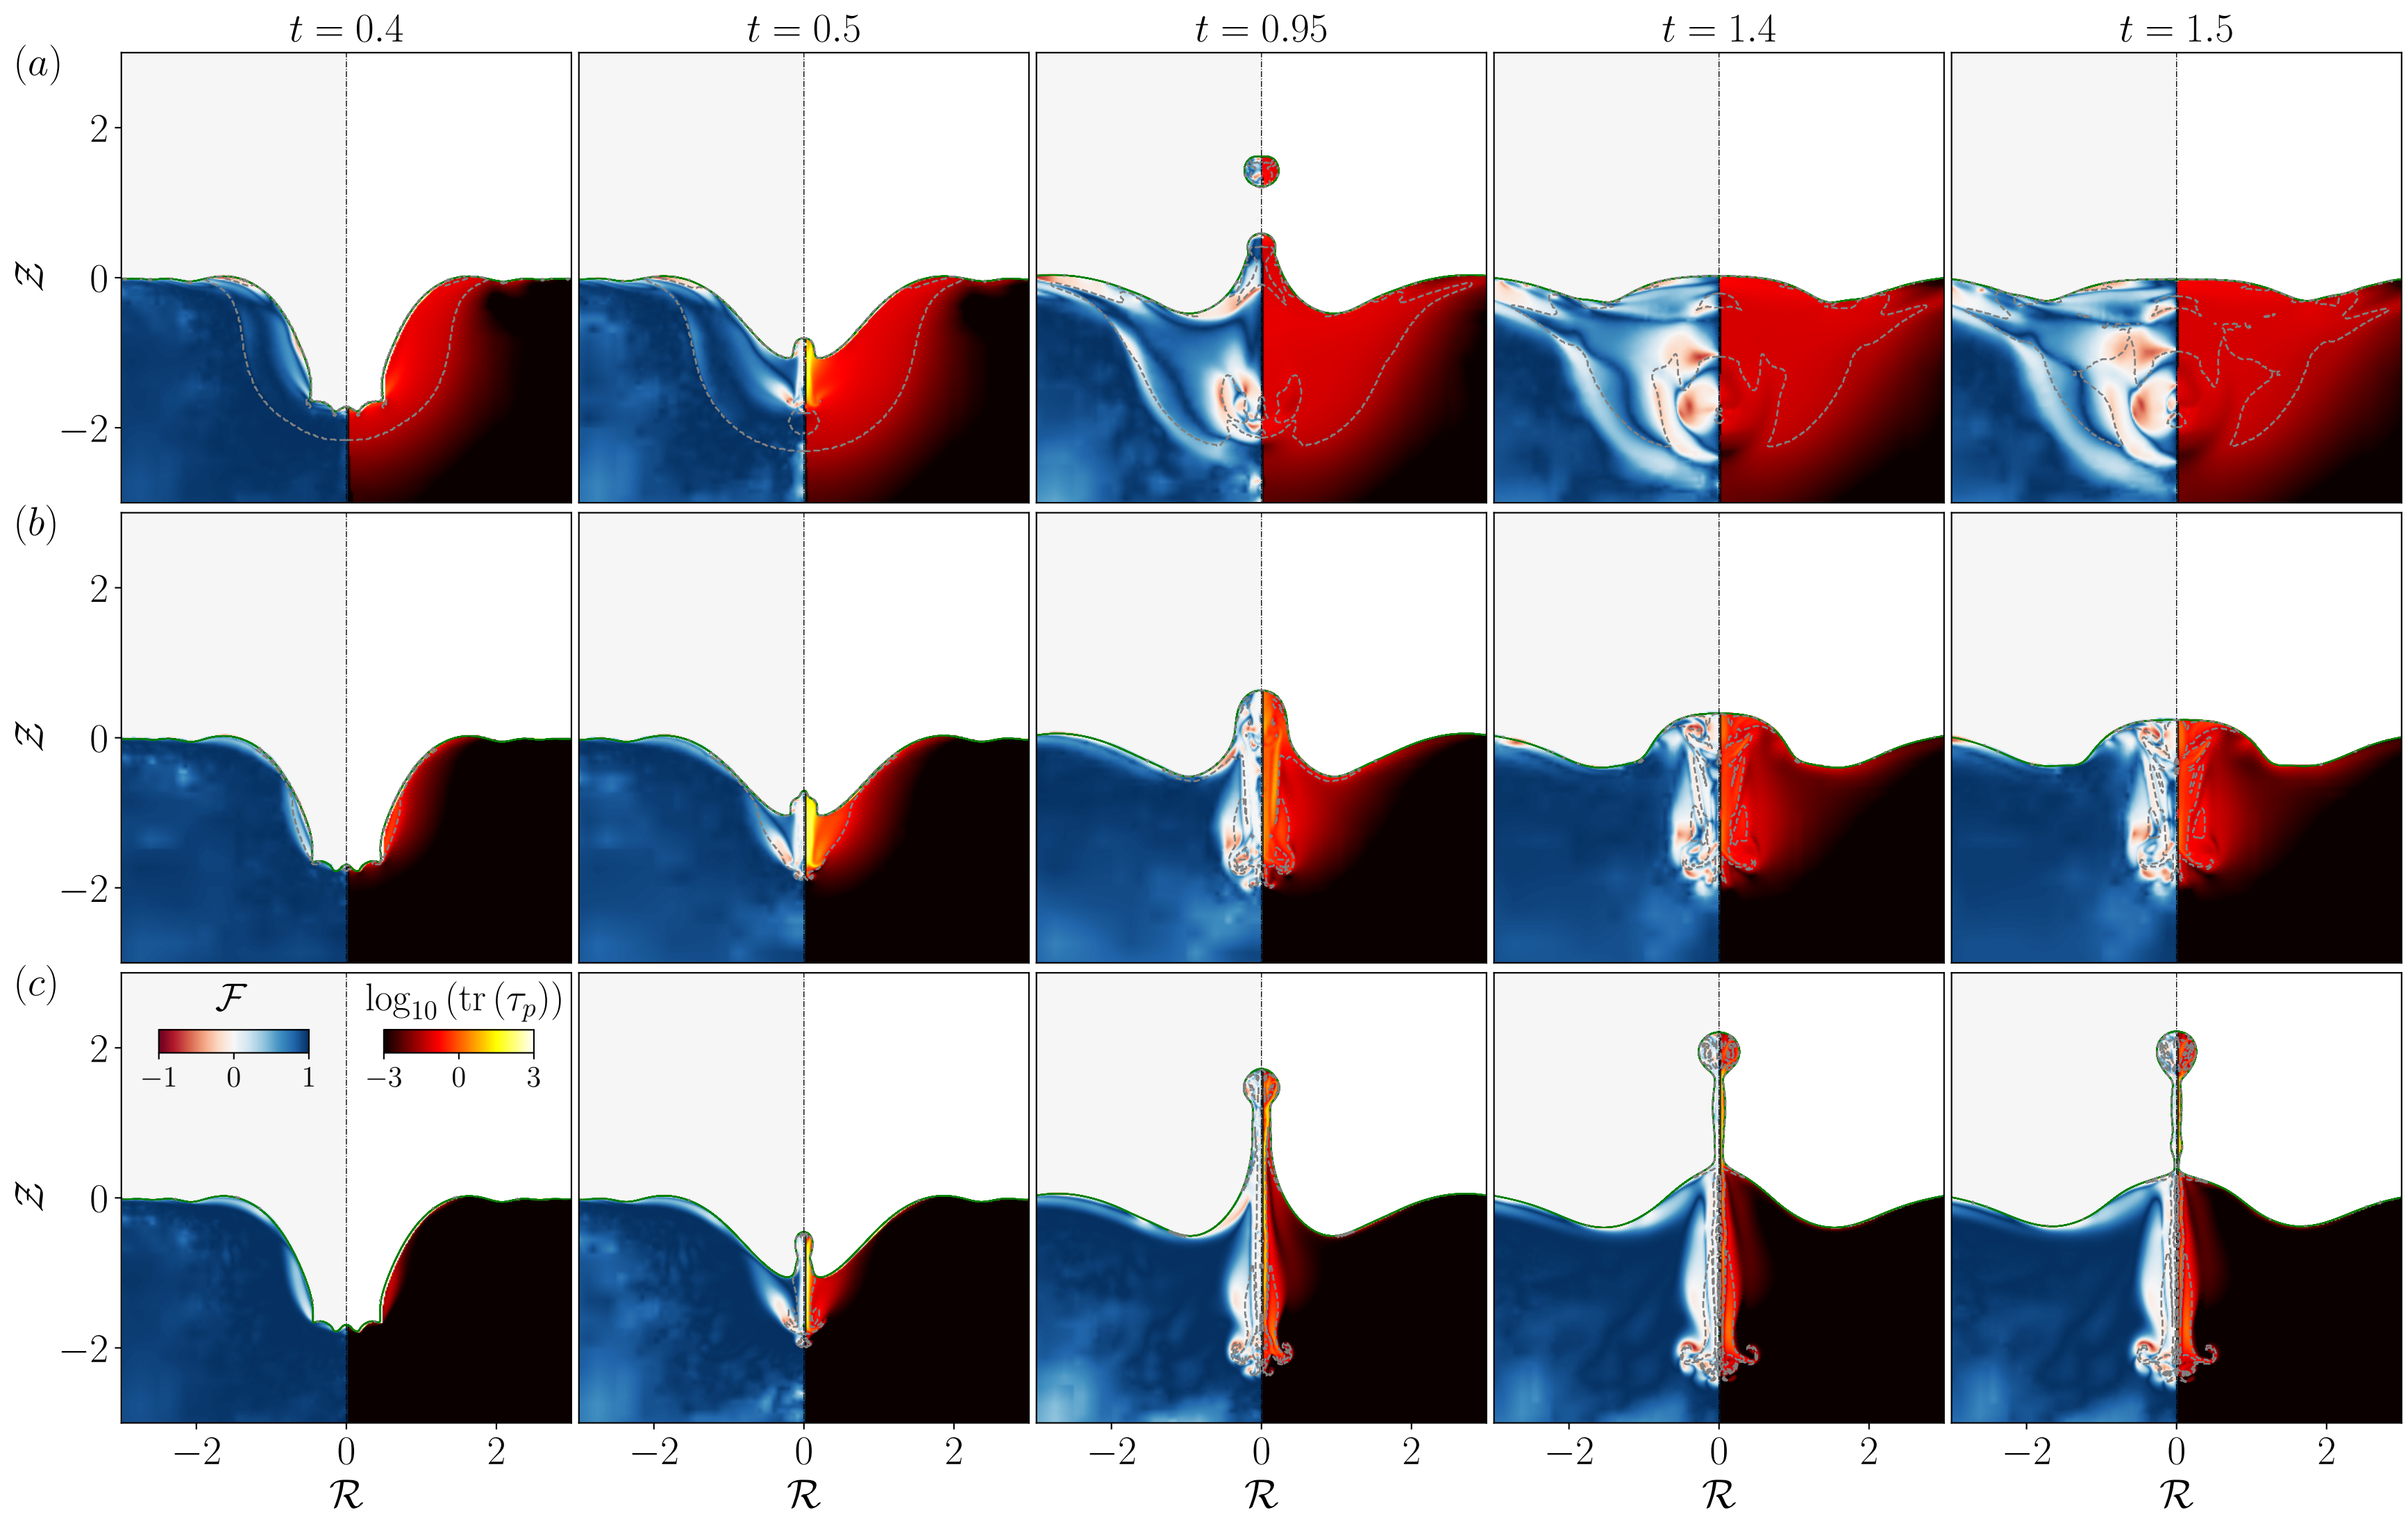 t = 0.4 t = 0.5 t = 0.95 t = 1.4 t = 1.5
(a)
2
0
−2
𝒵
(b)
2
0
−2
𝒵
(c)
ℱ log₁₀ (tr (τₚ))
−1 0 1 −3 0 3
2
0
−2
𝒵
−2 0 2 −2 0 2 −2 0 2 −2 0 2 −2 0 2
ℛ ℛ ℛ ℛ ℛ